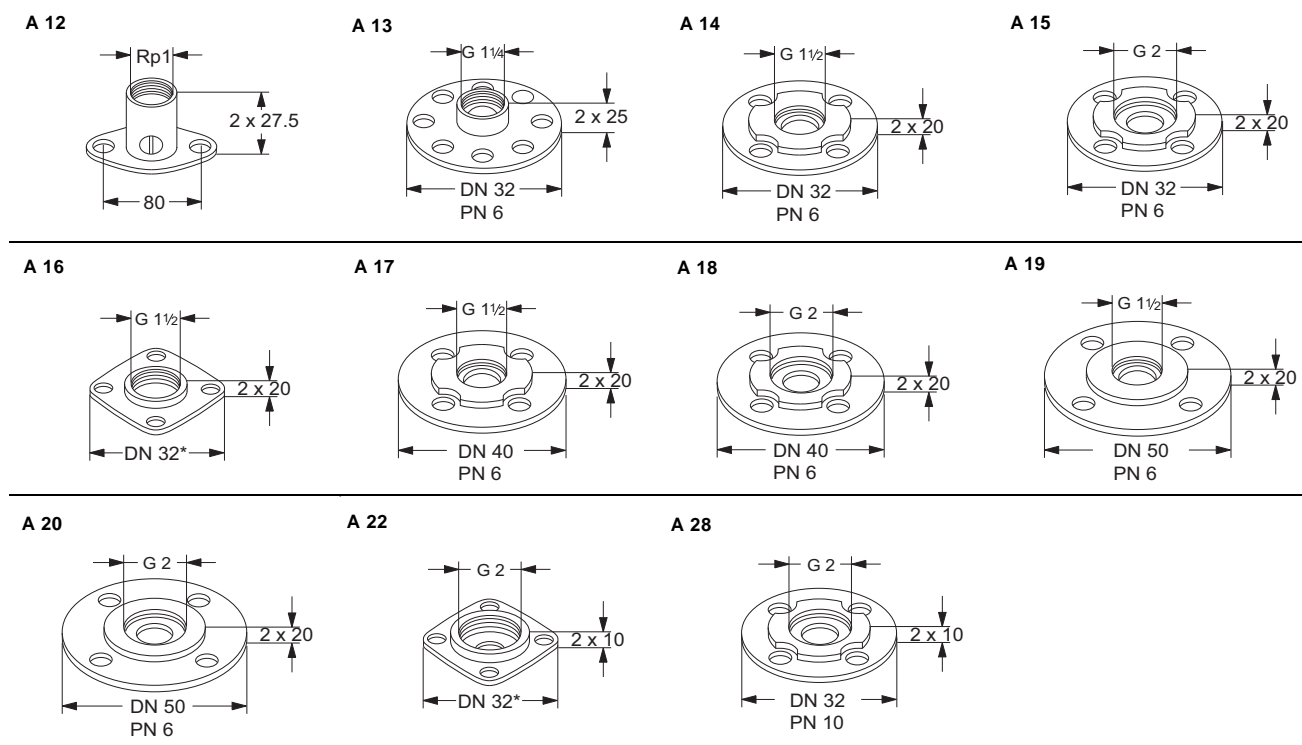 A 12
Rp1
2 x 27.5
80
A 13
G 1¼
2 x 25
DN 32
PN 6
A 14
G 1½
2 x 20
DN 32
PN 6
A 15
G 2
2 x 20
DN 32
PN 6
A 16
G 1½
2 x 20
DN 32*
A 17
G 1½
2 x 20
DN 40
PN 6
A 18
G 2
2 x 20
DN 40
PN 6
A 19
G 1½
2 x 20
DN 50
PN 6
A 20
G 2
2 x 20
DN 50
PN 6
A 22
G 2
2 x 10
DN 32*
A 28
G 2
2 x 10
DN 32
PN 10